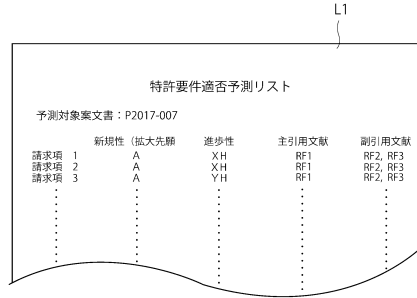 L1
特許要件適否予測リスト
予測対象案文書：P2017-007
新規性（拡大先願 進歩性 主引用文献 副引用文献
請求項 1 A XH RF1 RF2, RF3
請求項 2 A XH RF1 RF2, RF3
請求項 3 A YH RF1 RF2, RF3